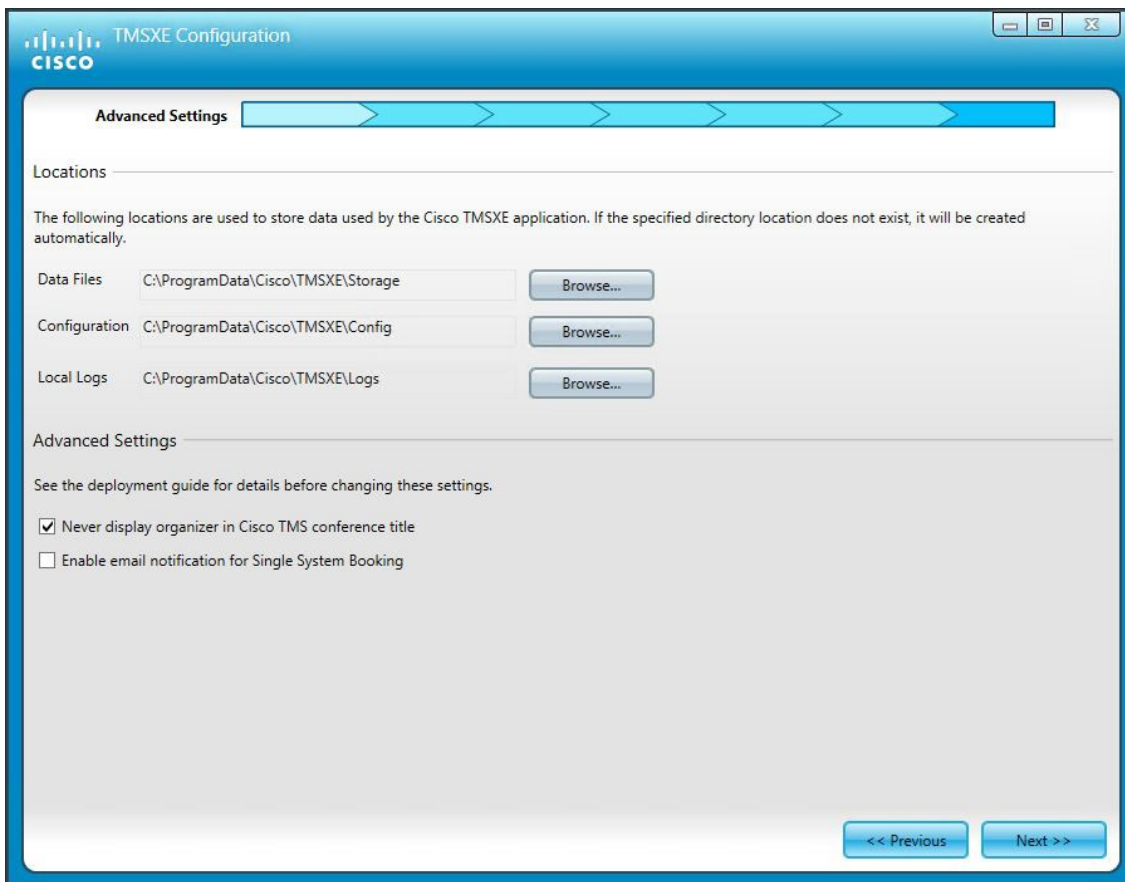 TMSXE Configuration
CISCO
Advanced Settings
Locations
The following locations are used to store data used by the Cisco TMSXE application. If the specified directory location does not exist, it will be created
automatically.
Data Files C:\ProgramData\Cisco\TMSXE\Storage Browse...
Configuration C:\ProgramData\Cisco\TMSXE\Config Browse...
Local Logs C:\ProgramData\Cisco\TMSXE\Logs Browse...
Advanced Settings
See the deployment guide for details before changing these settings.
Never display organizer in Cisco TMS conference title
Enable email notification for Single System Booking
<< Previous Next >>